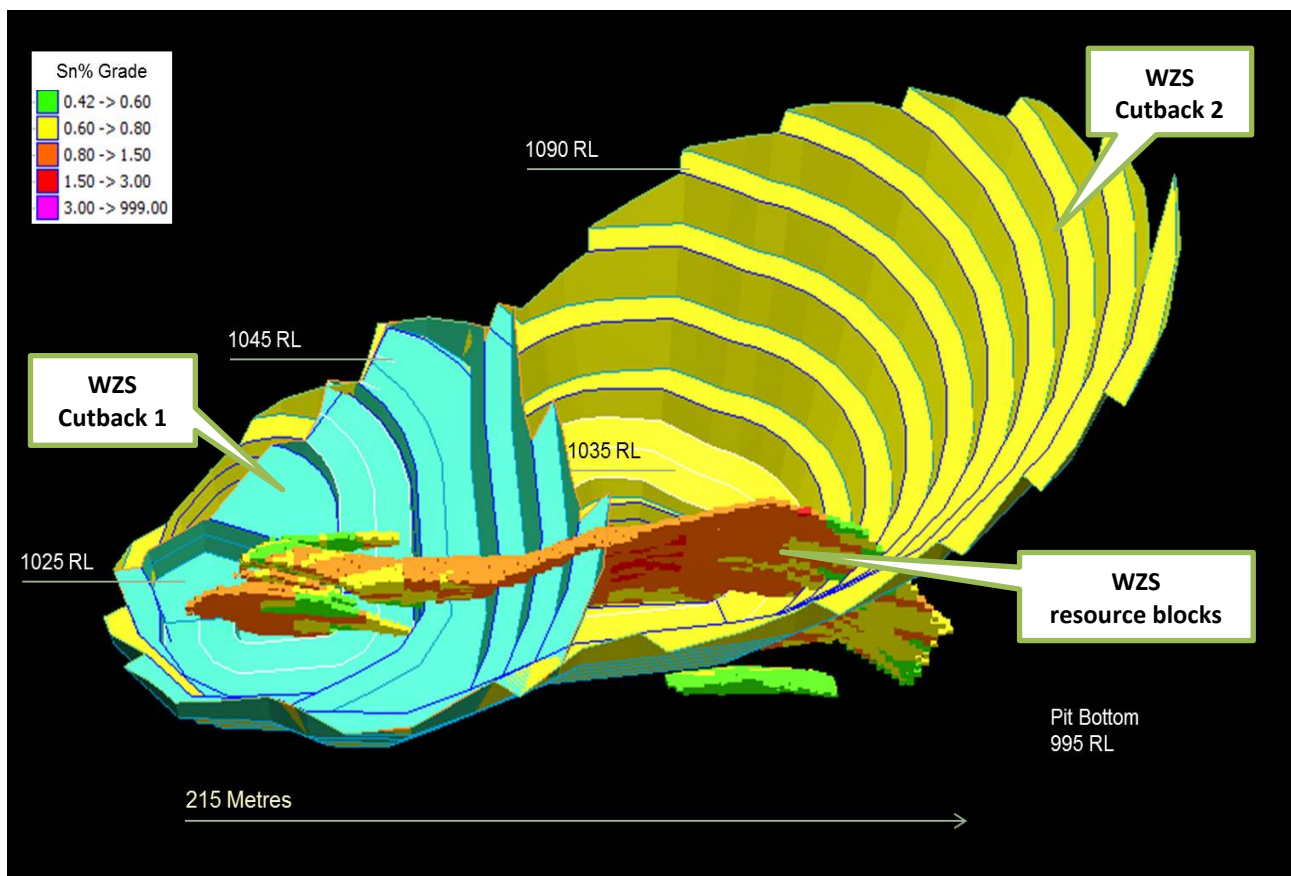 Sn% Grade
0.42 -> 0.60
0.60 -> 0.80
0.80 -> 1.50
1.50 -> 3.00
3.00 -> 999.00
WZS
Cutback 2
1090 RL
1045 RL
WZS
Cutback 1
1035 RL
1025 RL
WZS
resource blocks
Pit Bottom
995 RL
215 Metres